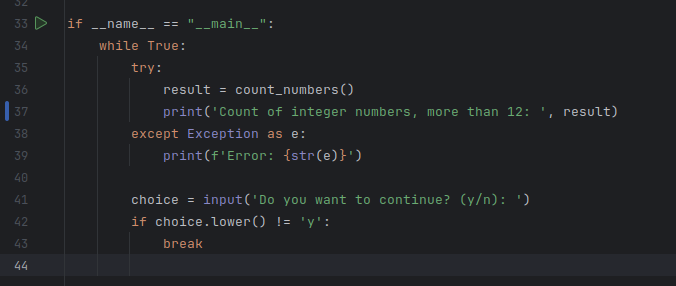 32
33 if __name__ == "__main__":
34     while True:
35         try:
36             result = count_numbers()
37             print('Count of integer numbers, more than 12: ', result)
38         except Exception as e:
39             print(f'Error: {str(e)}')
40
41         choice = input('Do you want to continue? (y/n): ')
42         if choice.lower() != 'y':
43             break
44